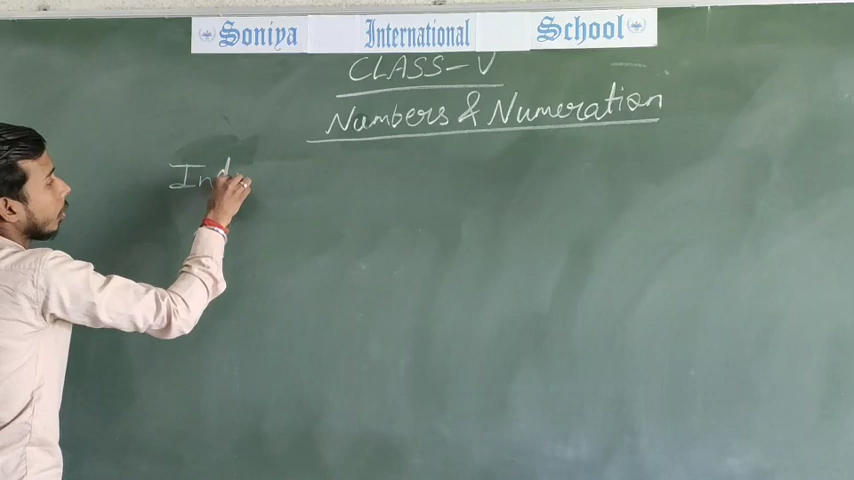 Soniya International School
CLASS-V
Numbers & Numeration
Ind